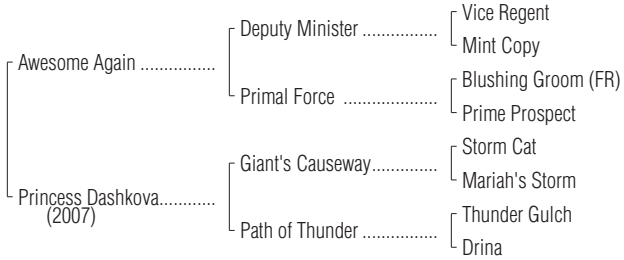 Vice Regent
Deputy Minister ................
Mint Copy
Awesome Again ................
Blushing Groom (FR)
Primal Force ....................
Prime Prospect
Storm Cat
Giant's Causeway..............
Mariah's Storm
Princess Dashkova............
(2007)
Thunder Gulch
Path of Thunder ................
Drina